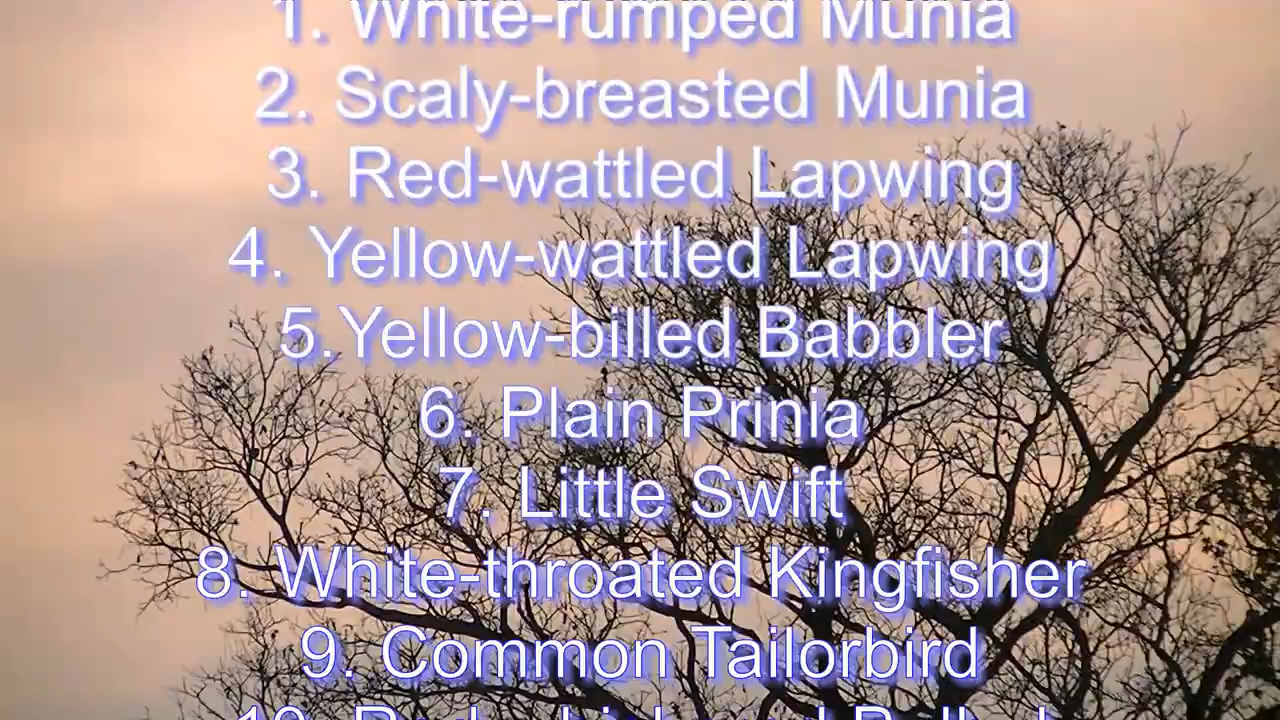 1. White-rumped Munia
2. Scaly-breasted Munia
3. Red-wattled Lapwing
4. Yellow-wattled Lapwing
5.Yellow-billed Babbler
6. Plain Prinia
7. Little Swift
8. White-throated Kingfisher
9. Common Tailorbird